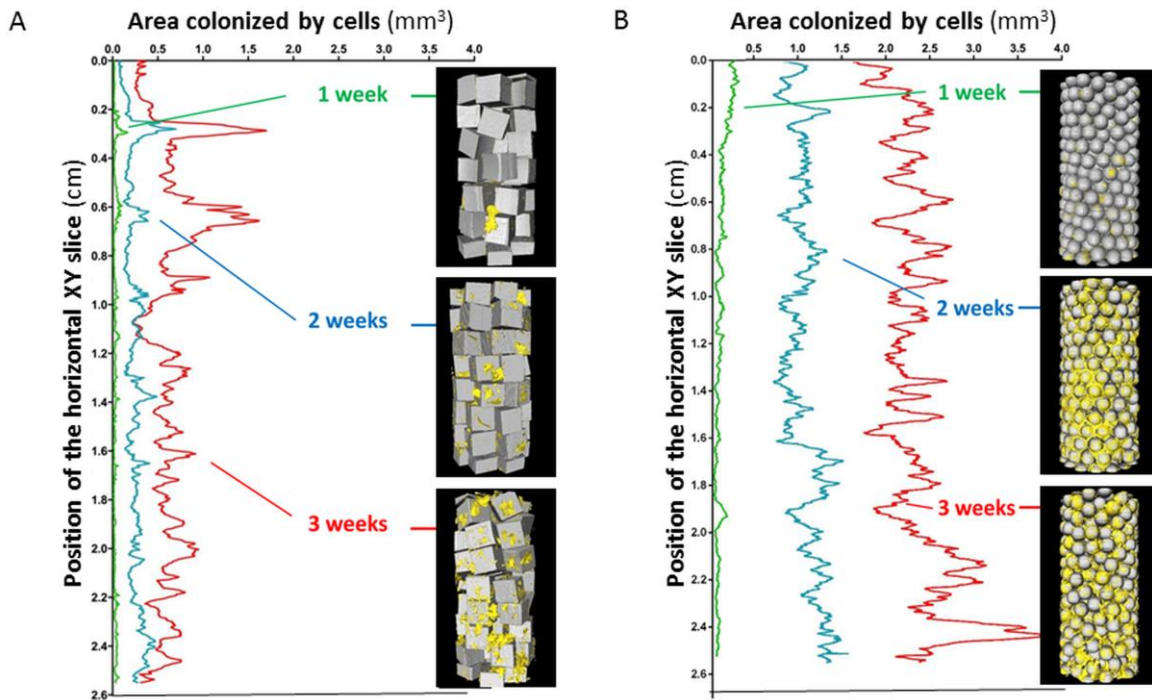 A
Area colonized by cells (mm³)
0.0 0.5 1.0 1.5 2.0 2.5 3.0 3.5 4.0
Position of the horizontal XY slice (cm)
0.0
0.2
0.4
0.6
0.8
1.0
1.2
1.4
1.6
1.8
2.0
2.2
2.4
2.6
1 week
2 weeks
3 weeks
B
Area colonized by cells (mm³)
0.5 1.0 1.5 2.0 2.5 3.0 3.5 4.0
Position of the horizontal XY slice (cm)
0.0
0.2
0.4
0.6
0.8
1.0
1.2
1.4
1.6
1.8
2.0
2.2
2.4
2.6
1 week
2 weeks
3 weeks